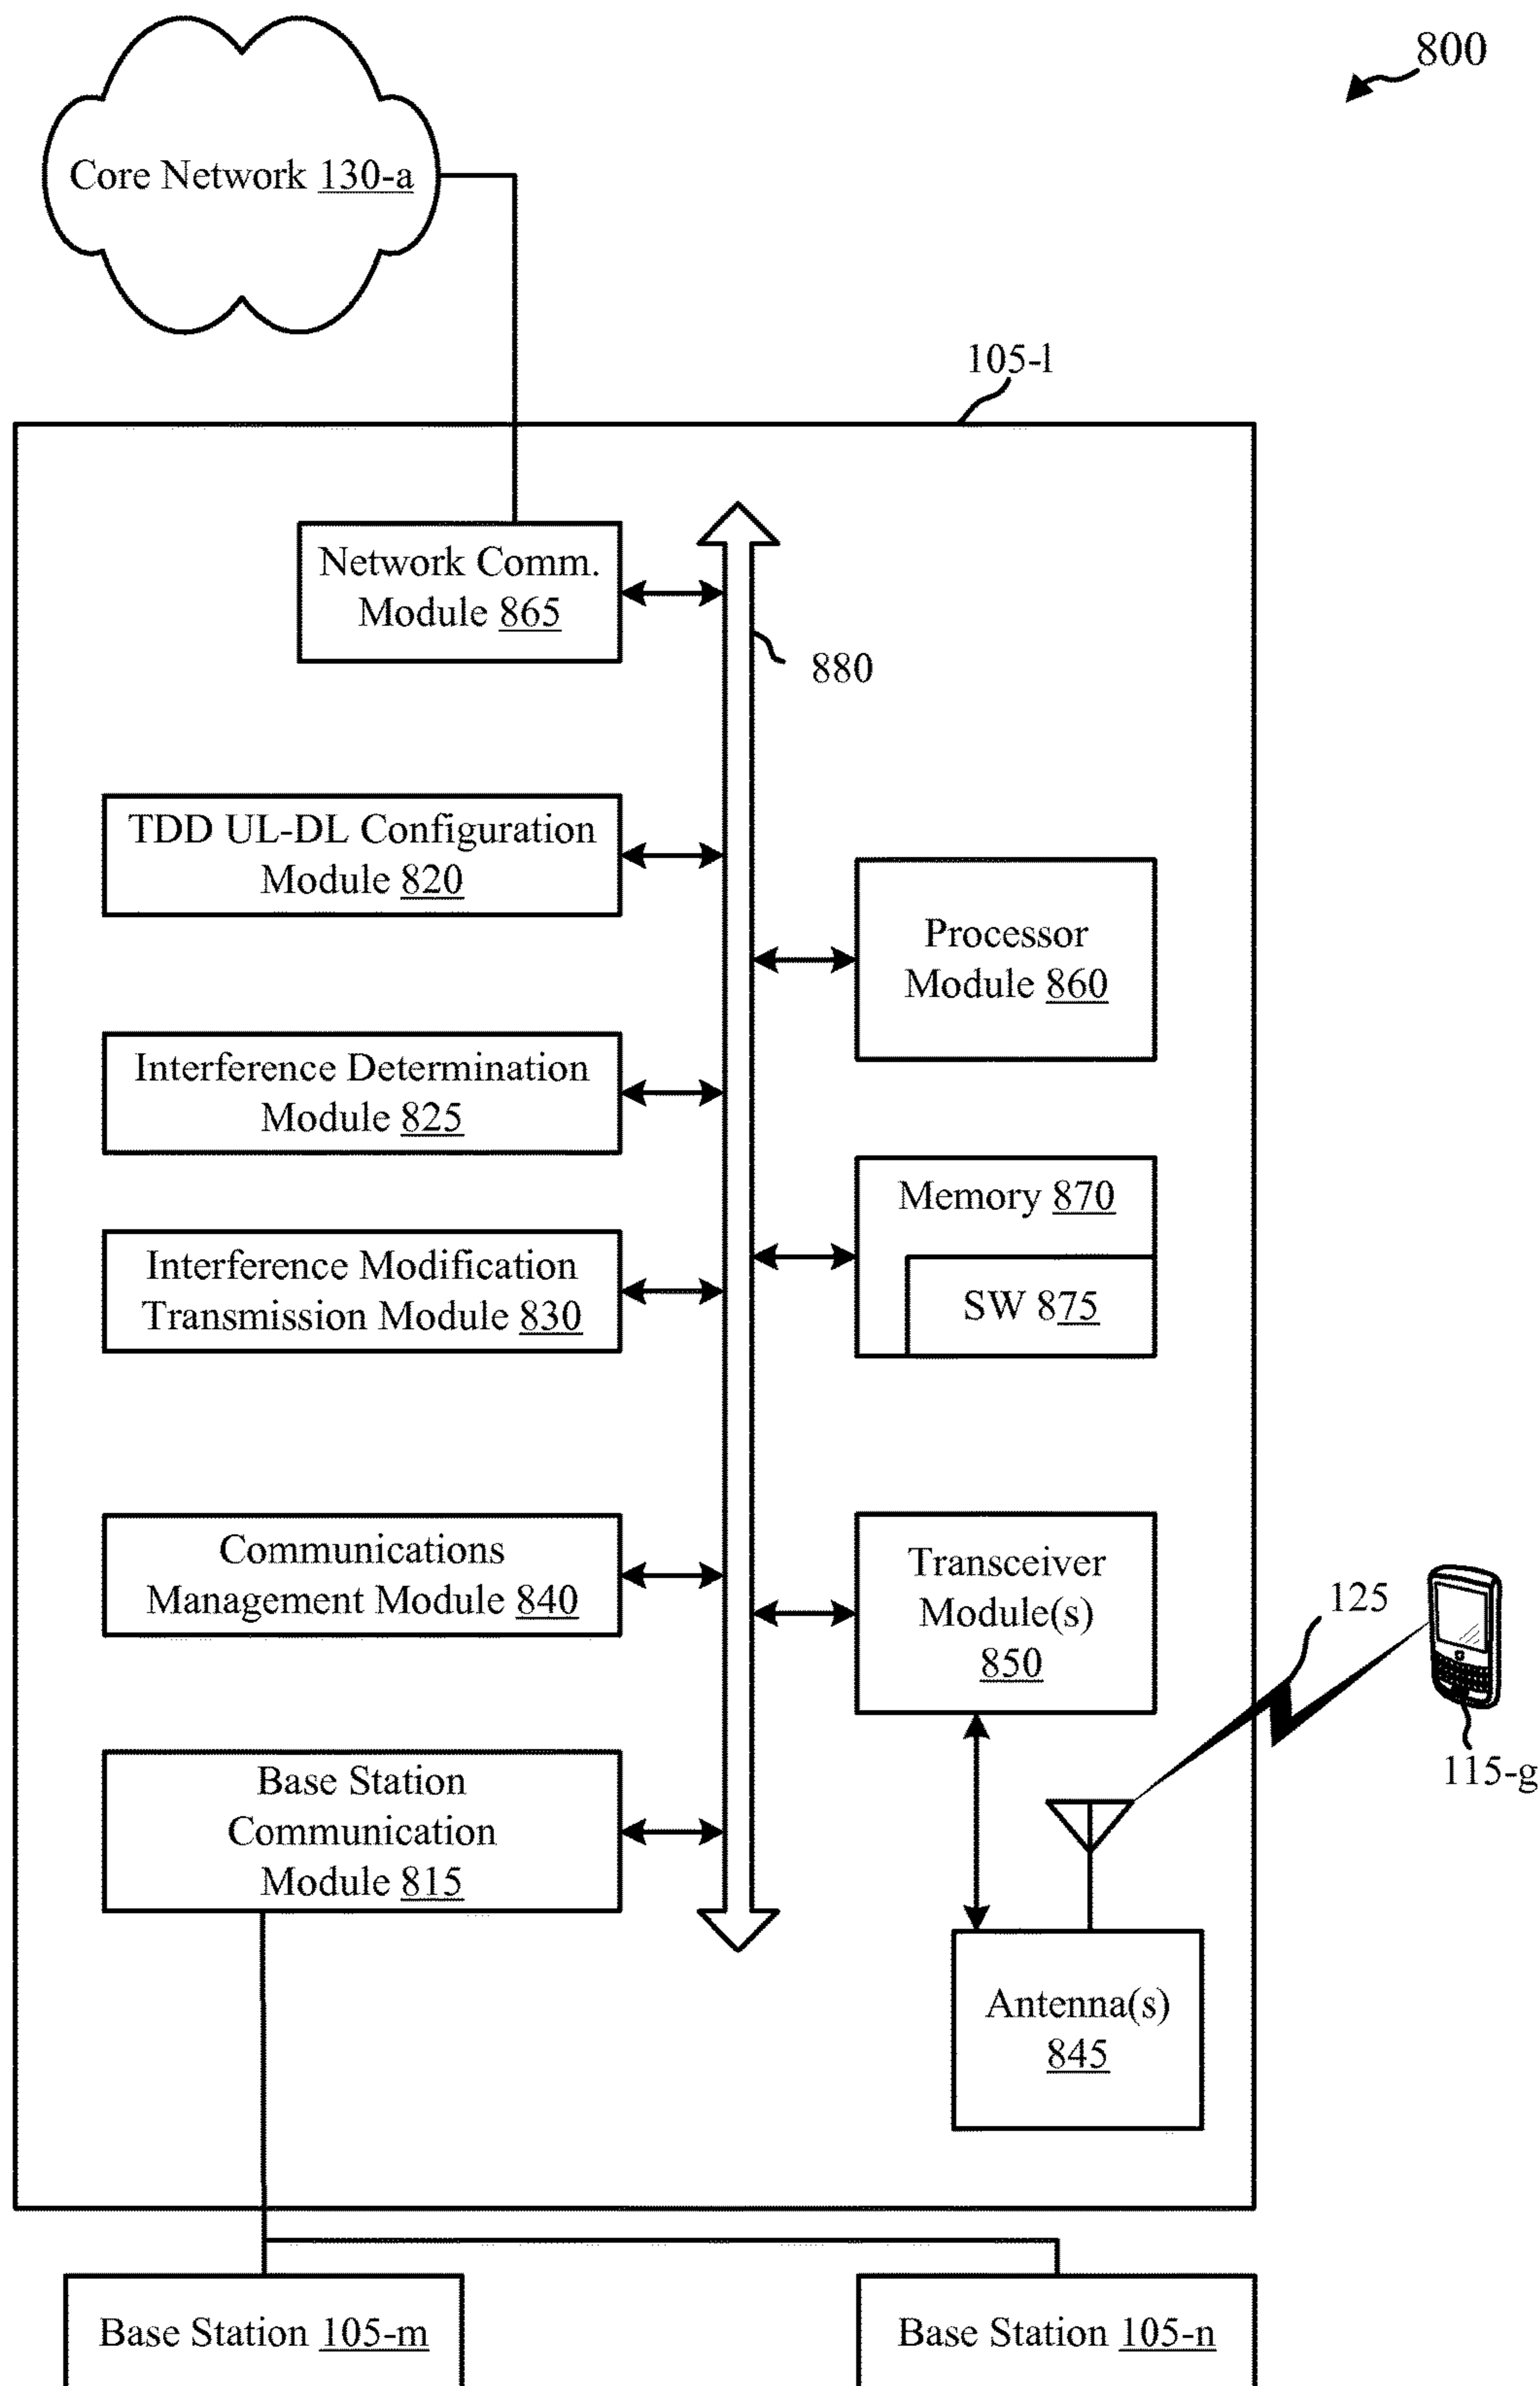 800
Core Network 130-a
105-l
Network Comm.
Module 865
880
TDD UL-DL Configuration
Module 820
Processor
Module 860
Interference Determination
Module 825
Memory 870
SW 875
Interference Modification
Transmission Module 830
Communications
Management Module 840
Transceiver
Module(s)
850
125
115-g
Base Station
Communication
Module 815
Antenna(s)
845
Base Station 105-m
Base Station 105-n